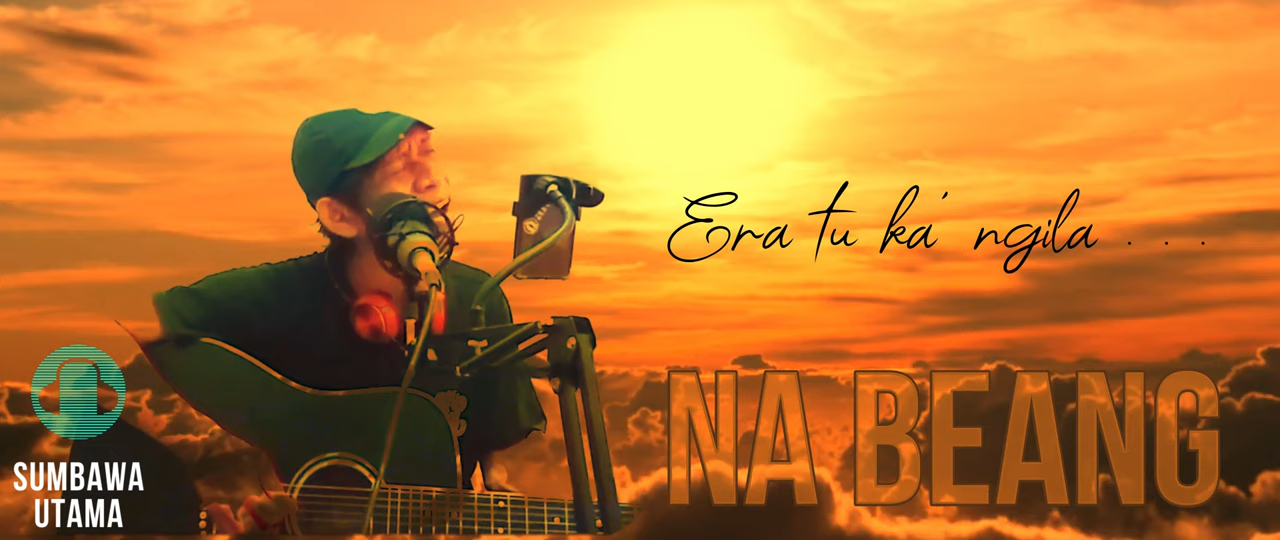 Era tu ka' ngila . . . .
NA BEANG
SUMBAWA
UTAMA